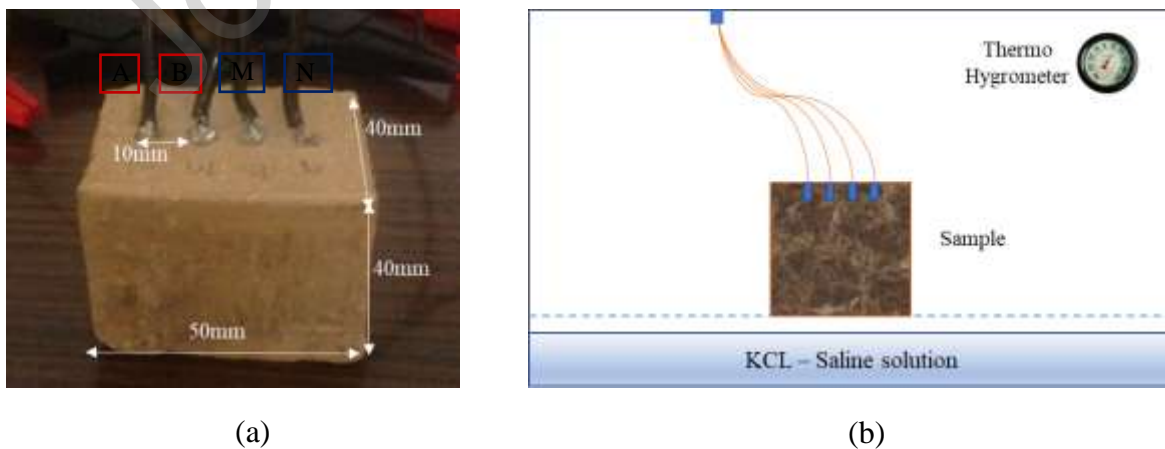 A B M N
40mm
10mm
40mm
50mm
(a)
Thermo
Hygrometer
Sample
KCL – Saline solution
(b)